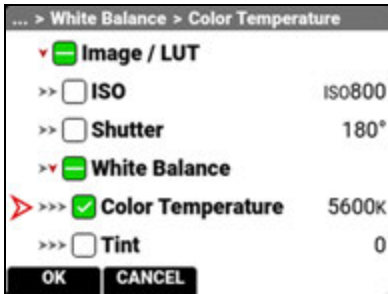 ... > White Balance > Color Temperature
Image / LUT
>> ISO ISO800
>> Shutter 180°
White Balance
>>> Color Temperature 5600K
>>> Tint 0
OK CANCEL